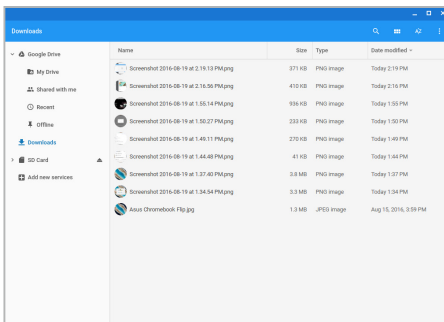 Downloads
AZ
Google Drive
My Drive
Shared with me
Recent
Offline
Downloads
SD Card
Add new services
Name Size Type Date modified
Screenshot 2016-08-19 at 2.19.13 PM.png 371 KB PNG image Today 2:19 PM
Screenshot 2016-08-19 at 2.16.56 PM.png 410 KB PNG image Today 2:16 PM
Screenshot 2016-08-19 at 1.55.14 PM.png 936 KB PNG image Today 1:55 PM
Screenshot 2016-08-19 at 1.50.27 PM.png 233 KB PNG image Today 1:50 PM
Screenshot 2016-08-19 at 1.49.11 PM.png 270 KB PNG image Today 1:49 PM
Screenshot 2016-08-19 at 1.44.48 PM.png 41 KB PNG image Today 1:44 PM
Screenshot 2016-08-19 at 1.37.40 PM.png 3.8 MB PNG image Today 1:37 PM
Screenshot 2016-08-19 at 1.34.54 PM.png 3.3 MB PNG image Today 1:34 PM
Asus Chromebook Flip.jpg 1.3 MB JPEG image Aug 15, 2016, 3:59 PM